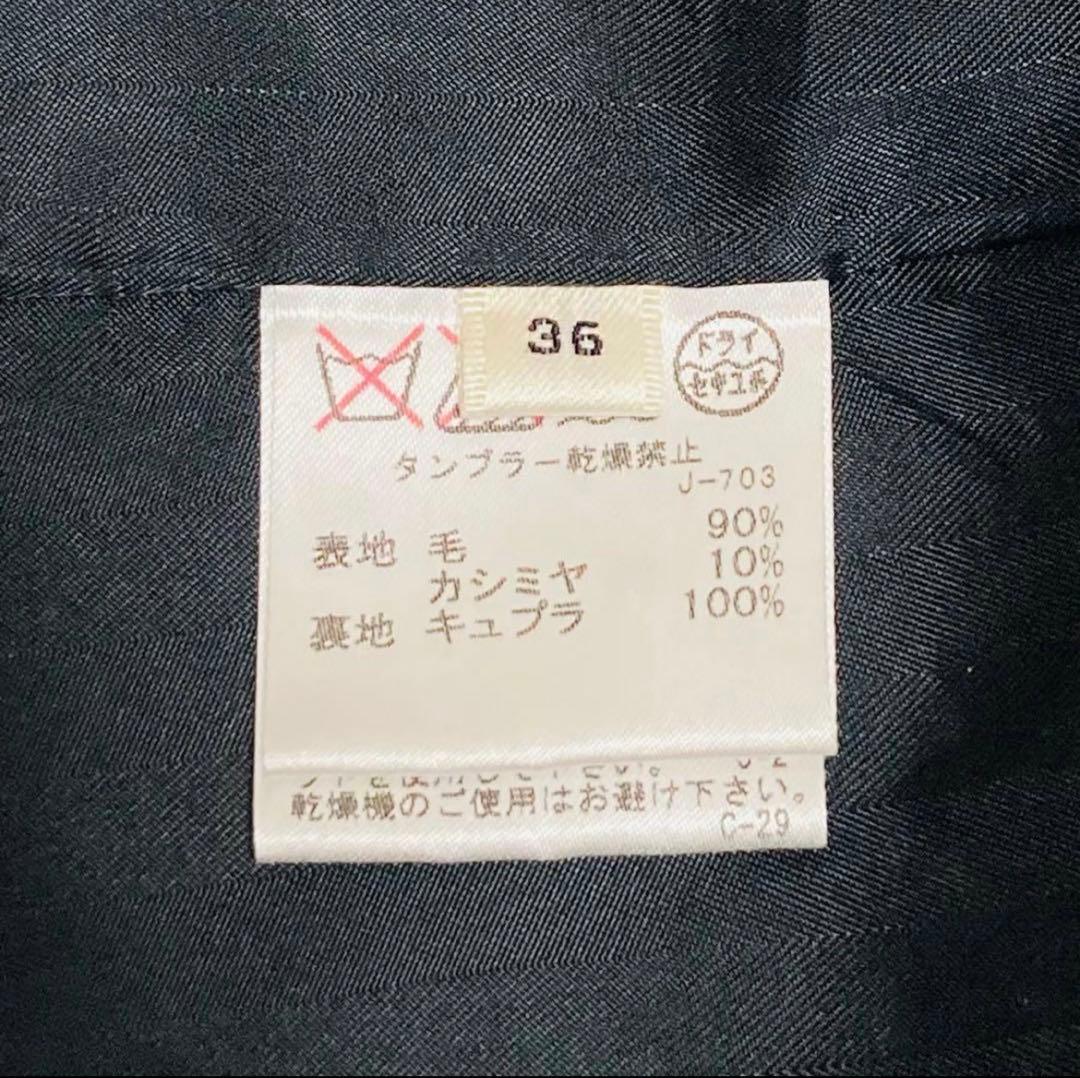 36
ドライ
セキユ系
タンブラー乾燥禁止
J-703
表地 毛 90%
カシミヤ 10%
裏地 キュプラ 100%
乾燥機のご使用はお避け下さい。
C-29